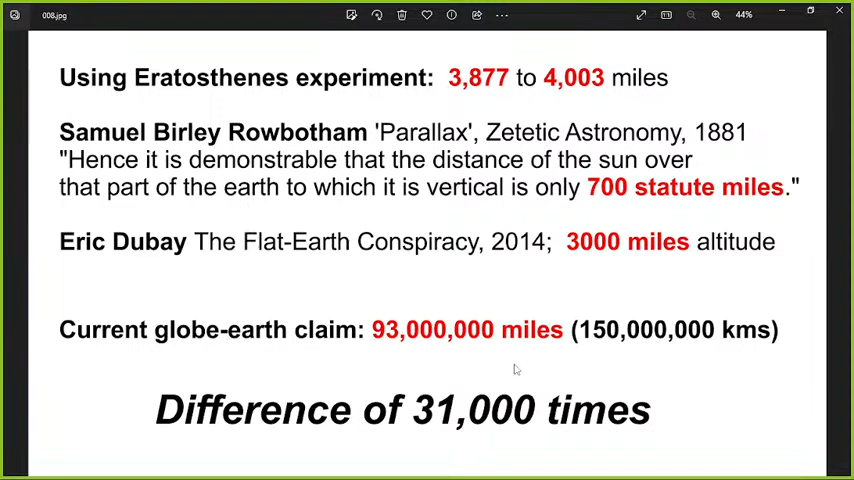 008.jpg
44%
Using Eratosthenes experiment: 3,877 to 4,003 miles
Samuel Birley Rowbotham 'Parallax', Zetetic Astronomy, 1881
"Hence it is demonstrable that the distance of the sun over
that part of the earth to which it is vertical is only 700 statute miles."
Eric Dubay The Flat-Earth Conspiracy, 2014; 3000 miles altitude
Current globe-earth claim: 93,000,000 miles (150,000,000 kms)
Difference of 31,000 times